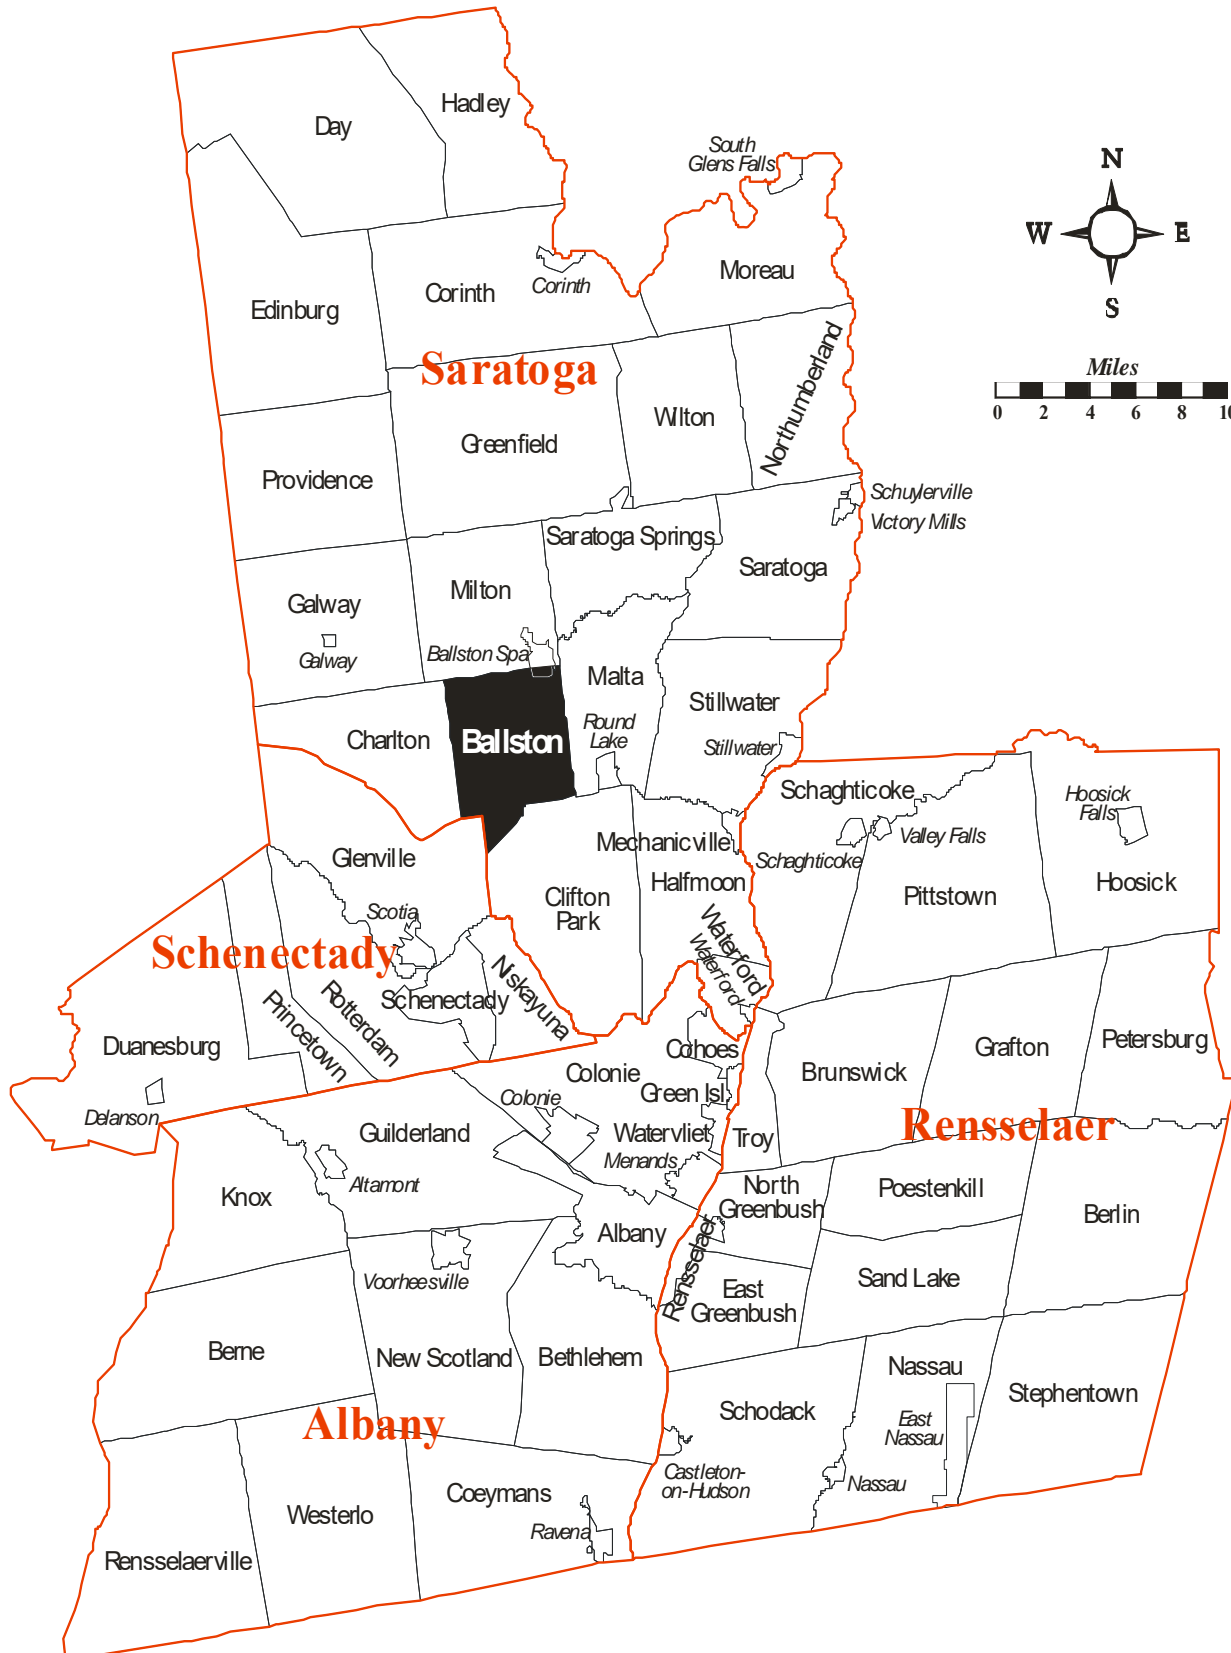 Hadley
Day
South
Glens Falls
N
W
E
S
Moreau
Corinth
Corinth
Edinburg
Saratoga
Miles
0 2 4 6 8 10
Northumberland
Wilton
Greenfield
Providence
Schuylerville
Victory Mills
Saratoga Springs
Saratoga
Milton
Galway
Galway
Ballston Spa
Malta
Stillwater
Round
Lake
Stillwater
Charlton
Ballston
Schaghticoke
Hoosick
Falls
Valley Falls
Schaghticoke
Mechanicville
Glenville
Halfmoon
Clifton
Park
Pittstown
Hoosick
Scotia
Waterford
Waterford
Schenectady
Niskayuna
Schenectady
Rotterdam
Princetown
Duanesburg
Delanson
Cohoes
Colonie
Green Isl.
Colonie
Watervliet
Menands
Troy
Brunswick
Grafton
Petersburg
Rensselaer
Guilderland
Altamont
Knox
North
Greenbush
Poestenkill
Berlin
Albany
Rensselaer
Voorheesville
East
Greenbush
Sand Lake
Berne
New Scotland
Bethlehem
Nassau
Stephentown
Schodack
East
Nassau
Albany
Castleton-
on-Hudson
Nassau
Coeymans
Westerlo
Ravena
Rensselaerville